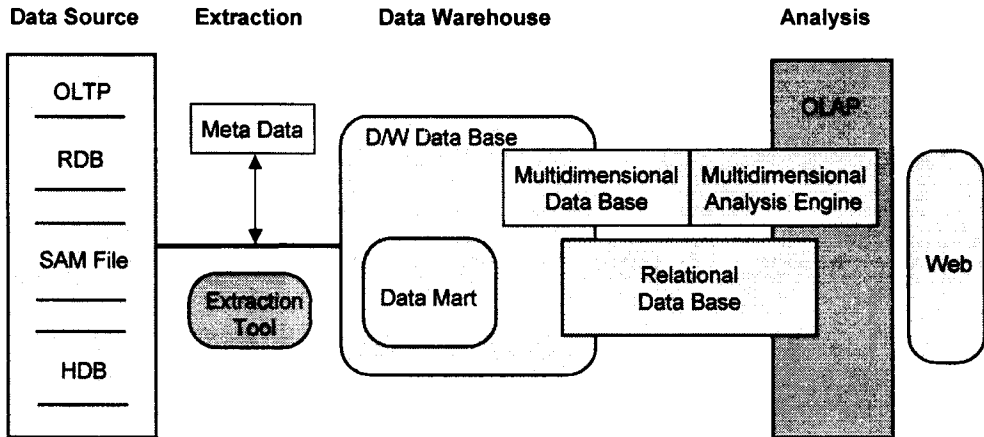 Data Source
Extraction
Data Warehouse
Analysis
OLTP
RDB
SAM File
HDB
Meta Data
Extraction
Tool
D/W Data Base
Data Mart
Multidimensional
Data Base
Multidimensional
Analysis Engine
Relational
Data Base
OLAP
Web